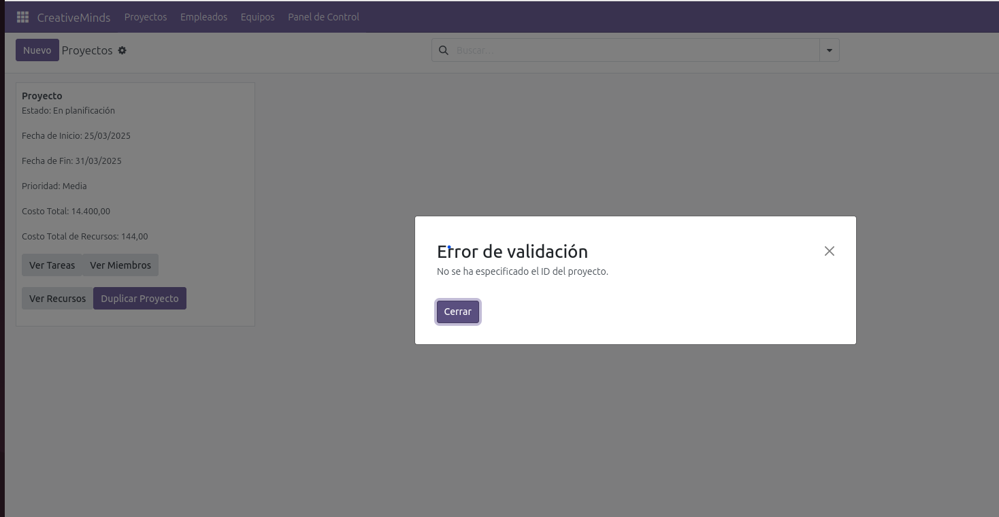 CreativeMinds Proyectos Empleados Equipos Panel de Control
Nuevo Proyectos Buscar...
Proyecto
Estado: En planificación
Fecha de Inicio: 25/03/2025
Fecha de Fin: 31/03/2025
Prioridad: Media
Costo Total: 14.400,00
Costo Total de Recursos: 144,00
Ver Tareas Ver Miembros
Ver Recursos Duplicar Proyecto
Error de validación
No se ha especificado el ID del proyecto.
Cerrar